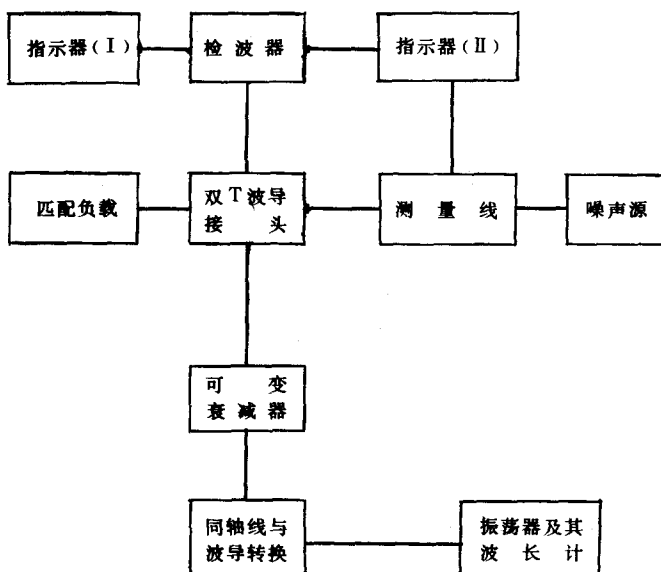 指示器(Ⅰ)
检波器
指示器(Ⅱ)
匹配负载
双T波导
接头
测量线
噪声源
可变
衰减器
同轴线与
波导转换
振荡器及其
波长计